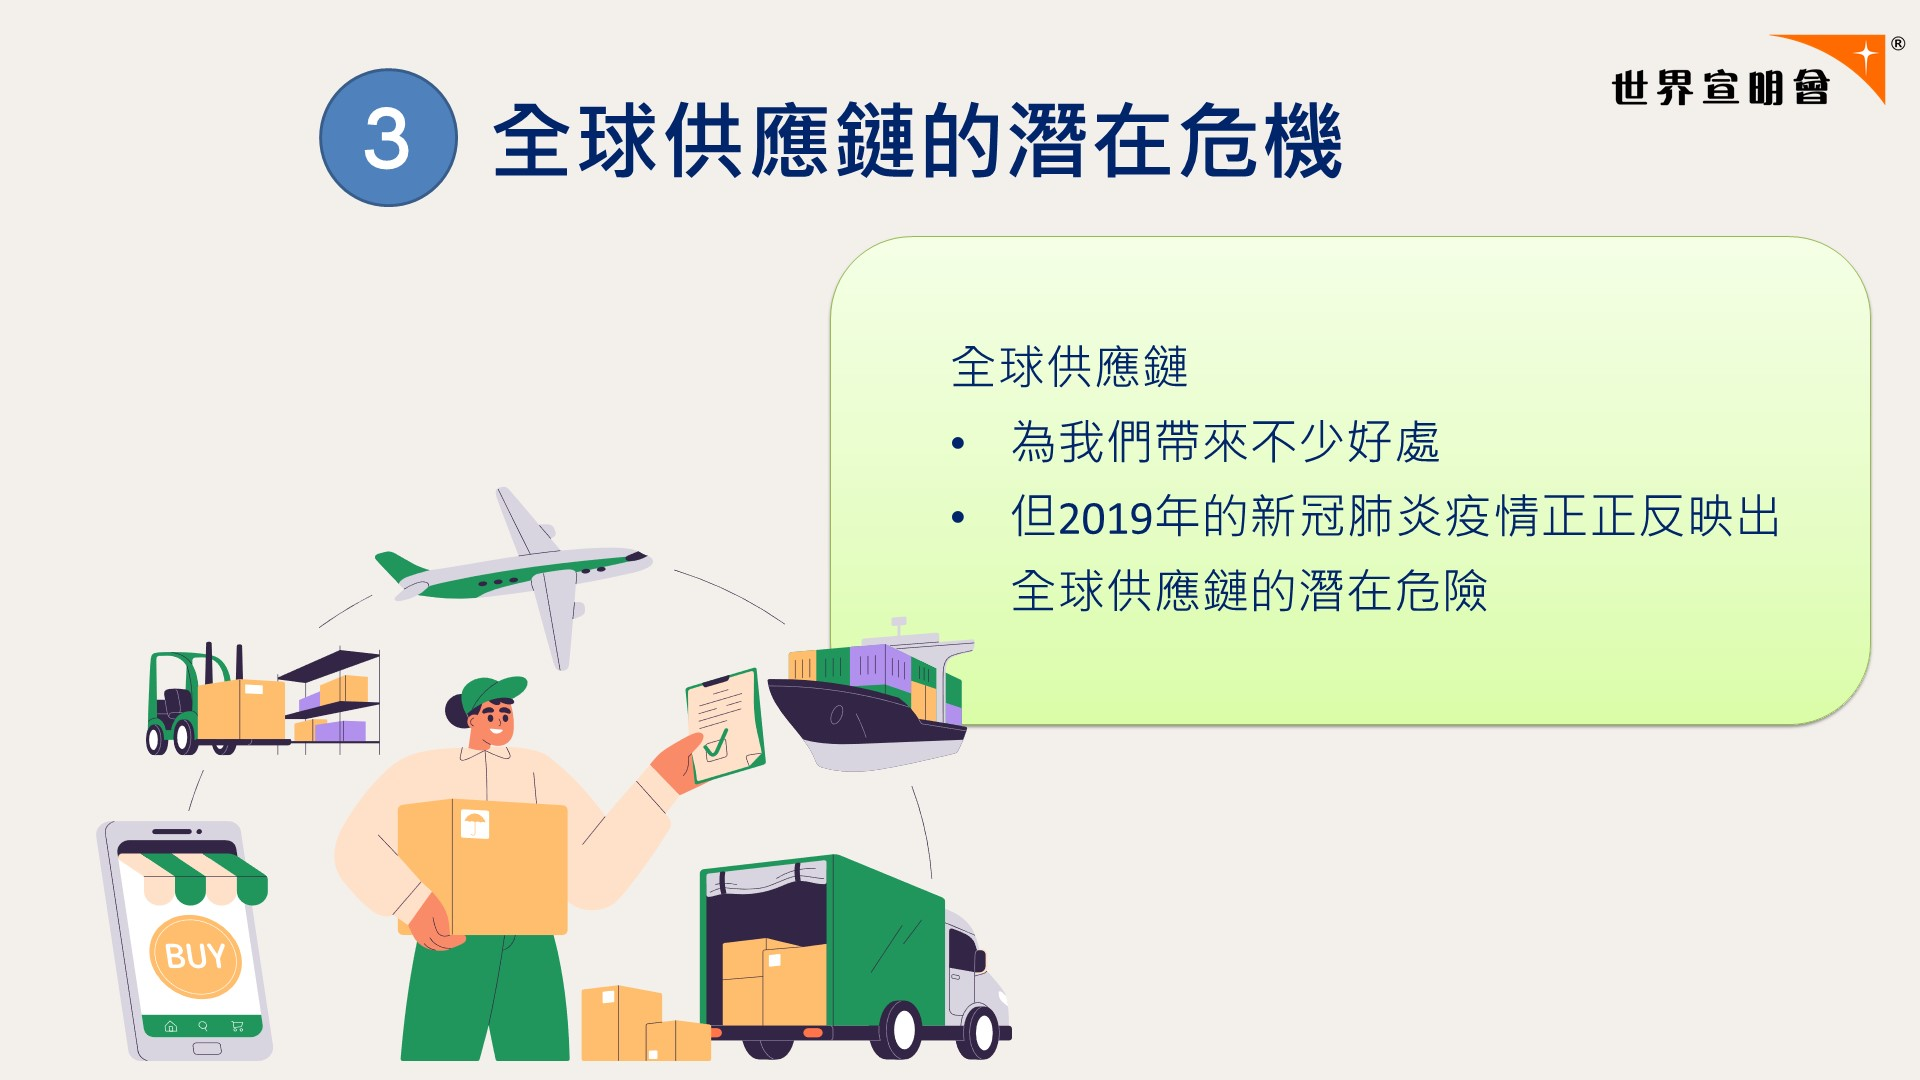 世界宣明會®
3 全球供應鏈的潛在危機
全球供應鏈
• 為我們帶來不少好處
• 但2019年的新冠肺炎疫情正正反映出
全球供應鏈的潛在危險
BUY